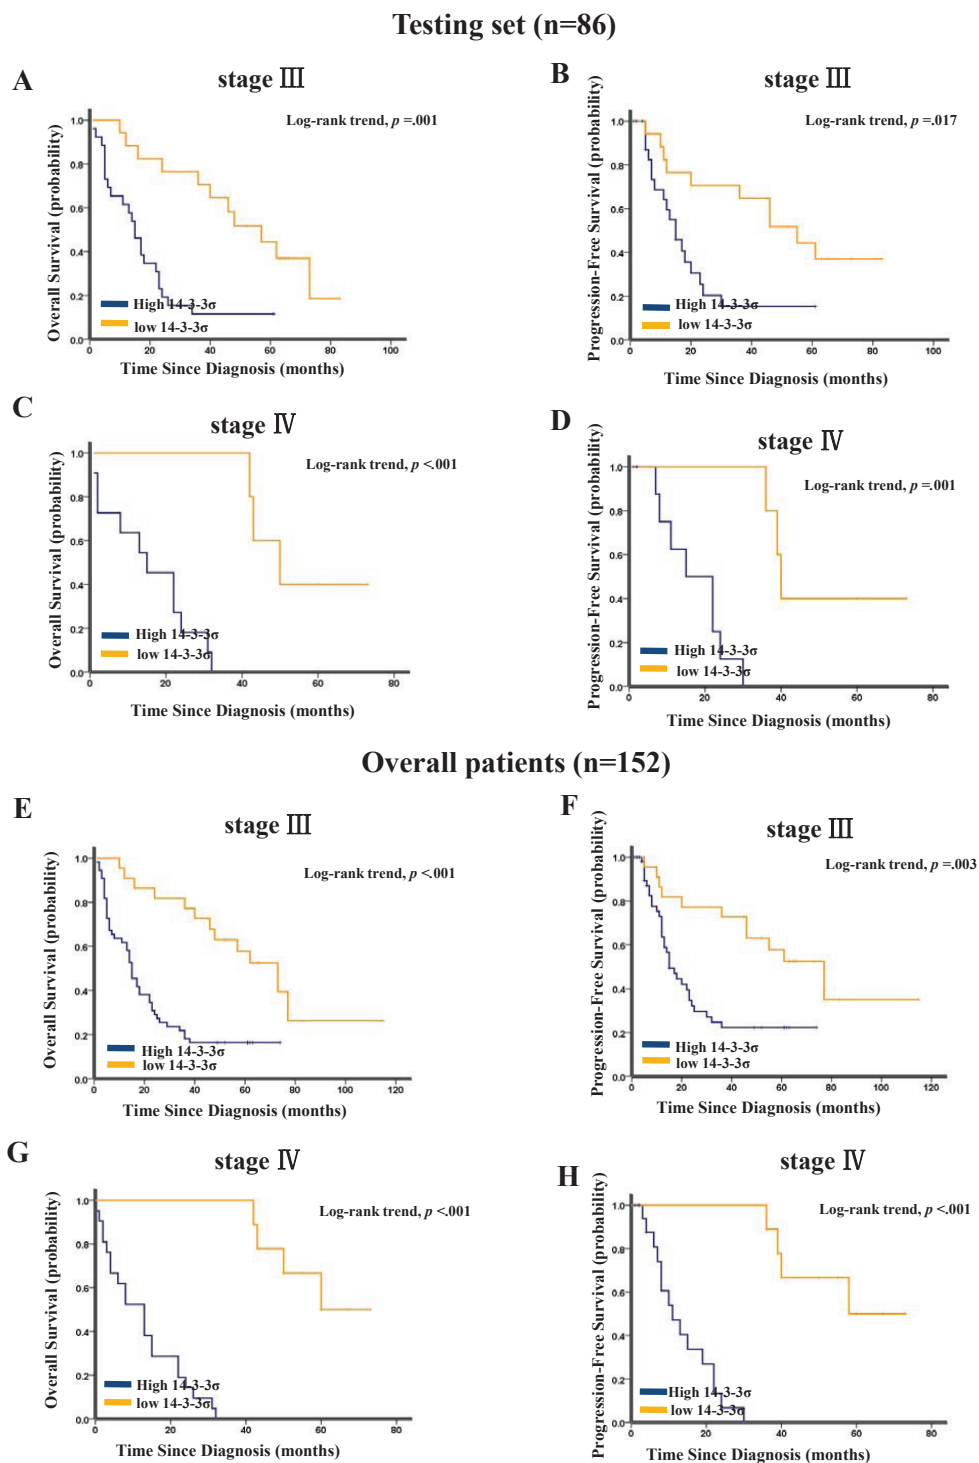 Testing set (n=86)
A
stage Ⅲ
Log-rank trend, p =.001
Overall Survival (probability)
1.0
0.8
0.6
0.4
0.2
0.0
High 14-3-3σ
low 14-3-3σ
0 20 40 60 80 100
Time Since Diagnosis (months)
B
stage Ⅲ
Log-rank trend, p =.017
Progression-Free Survival (probability)
1.0
0.8
0.6
0.4
0.2
0.0
High 14-3-3σ
low 14-3-3σ
0 20 40 60 80 100
Time Since Diagnosis (months)
C
stage Ⅳ
Log-rank trend, p <.001
Overall Survival (probability)
1.0
0.8
0.6
0.4
0.2
0.0
High 14-3-3σ
low 14-3-3σ
0 20 40 60 80
Time Since Diagnosis (months)
D
stage Ⅳ
Log-rank trend, p =.001
Progression-Free Survival (probability)
1.0
0.8
0.6
0.4
0.2
0.0
High 14-3-3σ
low 14-3-3σ
0 20 40 60 80
Time Since Diagnosis (months)
Overall patients (n=152)
E
stage Ⅲ
Log-rank trend, p <.001
Overall Survival (probability)
1.0
0.8
0.6
0.4
0.2
0.0
High 14-3-3σ
low 14-3-3σ
0 20 40 60 80 100 120
Time Since Diagnosis (months)
F
stage Ⅲ
Log-rank trend, p =.003
Progression-Free Survival (probability)
1.0
0.8
0.6
0.4
0.2
0.0
High 14-3-3σ
low 14-3-3σ
0 20 40 60 80 100 120
Time Since Diagnosis (months)
G
stage Ⅳ
Log-rank trend, p <.001
Overall Survival (probability)
1.0
0.8
0.6
0.4
0.2
0.0
High 14-3-3σ
low 14-3-3σ
0 20 40 60 80
Time Since Diagnosis (months)
H
stage Ⅳ
Log-rank trend, p <.001
Progression-Free Survival (probability)
1.0
0.8
0.6
0.4
0.2
0.0
High 14-3-3σ
low 14-3-3σ
0 20 40 60 80
Time Since Diagnosis (months)